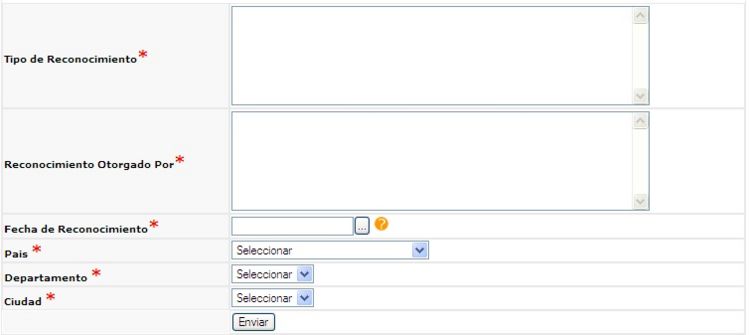 Tipo de Reconocimiento*
Reconocimiento Otorgado Por*
Fecha de Reconocimiento* ... ?
Pais * Seleccionar
Departamento * Seleccionar
Ciudad * Seleccionar
Enviar